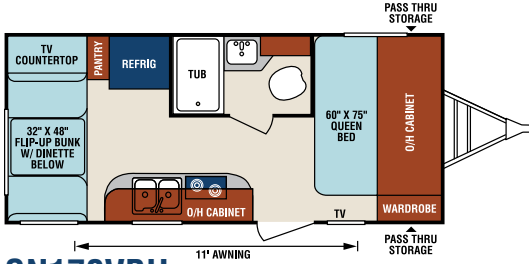 PASS THRU
STORAGE
TV
COUNTERTOP
PANTRY
REFRIG
TUB
32" X 48"
FLIP-UP BUNK
W/ DINETTE
BELOW
60" X 75"
QUEEN
BED
O/H CABINET
O/H CABINET
TV
WARDROBE
11' AWNING
PASS THRU
STORAGE